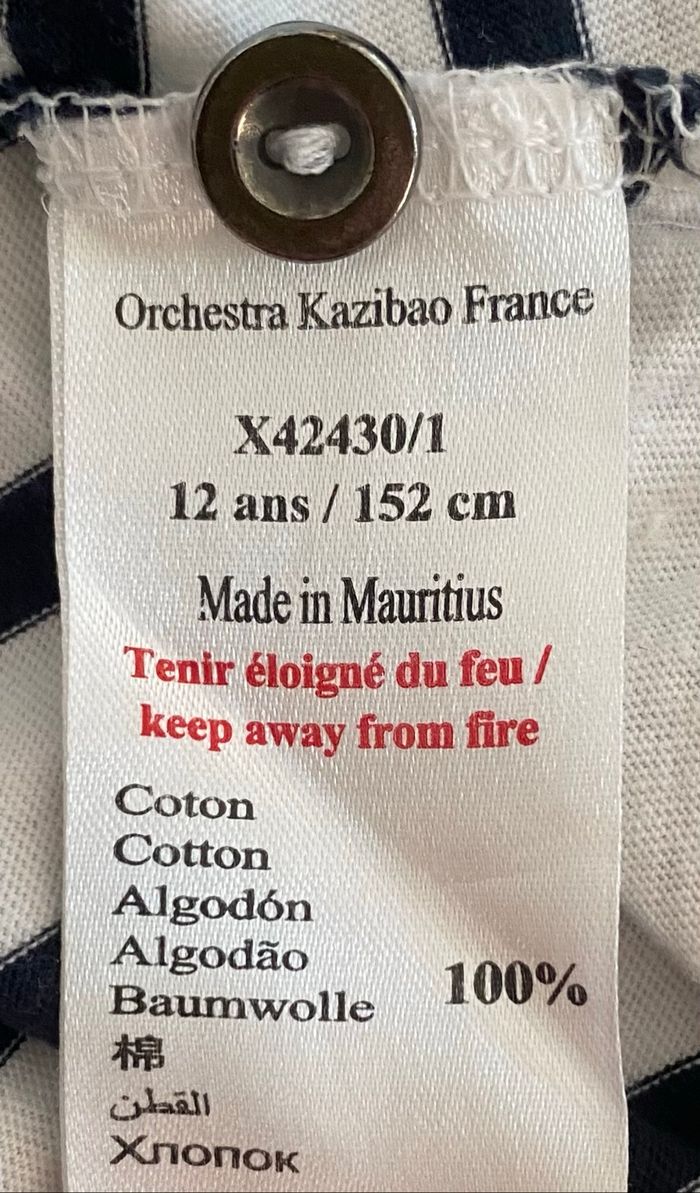 Orchestra Kazibao France
X42430/1
12 ans / 152 cm
Made in Mauritius
Tenir éloigné du feu /
keep away from fire
Coton
Cotton
Algodón
Algodão
Baumwolle
100%
棉
القطن
Хлопок